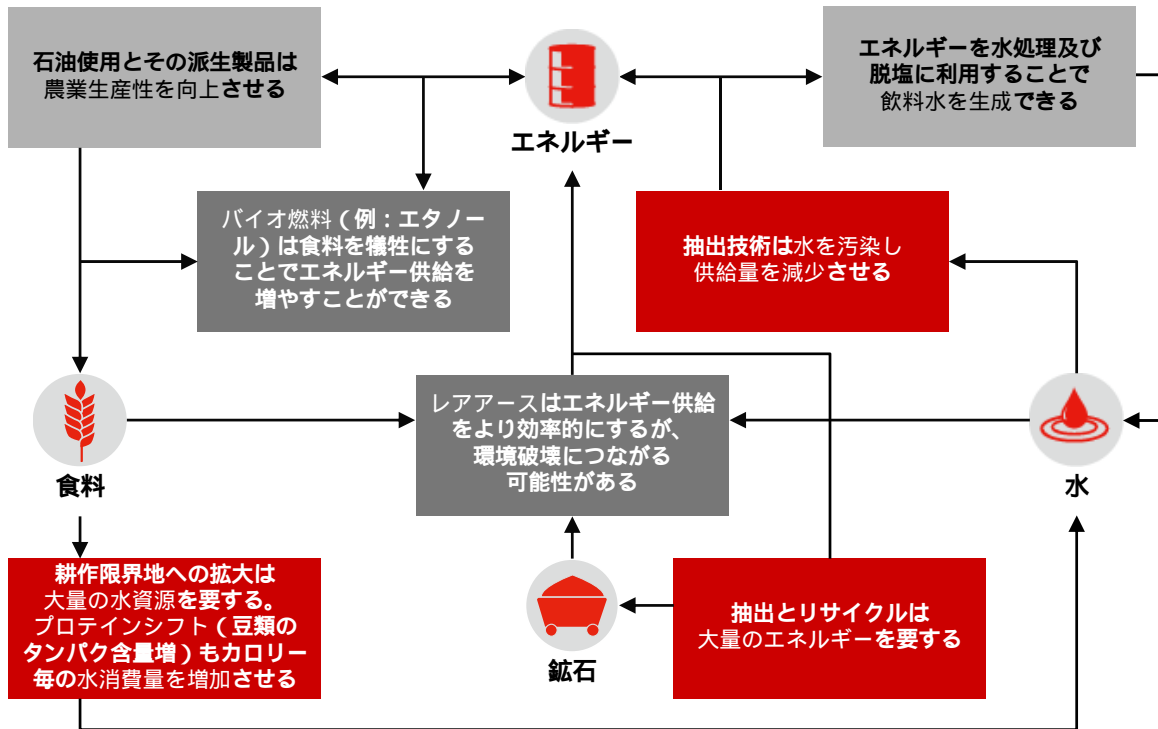 石油使用とその派生製品は
農業生産性を向上させる
エネルギー
エネルギーを水処理及び
脱塩に利用することで
飲料水を生成できる
バイオ燃料(例:エタノー
ル)は食料を犠牲にする
ことでエネルギー供給を
増やすことができる
抽出技術は水を汚染し
供給量を減少させる
食料
レアアースはエネルギー供給
をより効率的にするが、
環境破壊につながる
可能性がある
水
耕作限界地への拡大は
大量の水資源を要する。
プロテインシフト(豆類の
タンパク含量増)もカロリー
毎の水消費量を増加させる
鉱石
抽出とリサイクルは
大量のエネルギーを要する